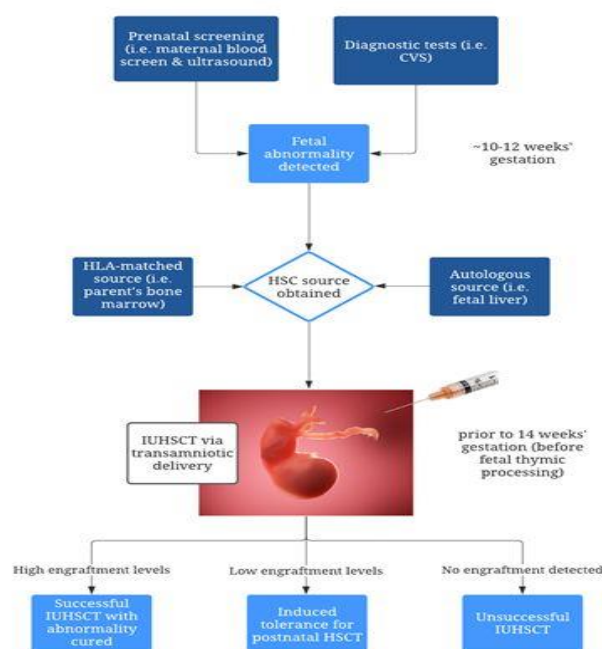 Prenatal screening
(i.e. maternal blood
screen & ultrasound)
Diagnostic tests (i.e.
CVS)
Fetal
abnormality
detected
~10-12 weeks'
gestation
HLA-matched
source (i.e.
parent's bone
marrow)
HSC source
obtained
Autologous
source (i.e.
fetal liver)
IUHSCT via
transamniotic
delivery
prior to 14 weeks'
gestation (before
fetal thymic
processing)
High engraftment levels
Low engraftment levels
No engraftment detected
Successful
IUHSCT with
abnormality
cured
Induced
tolerance for
postnatal HSCT
Unsuccessful
IUHSCT